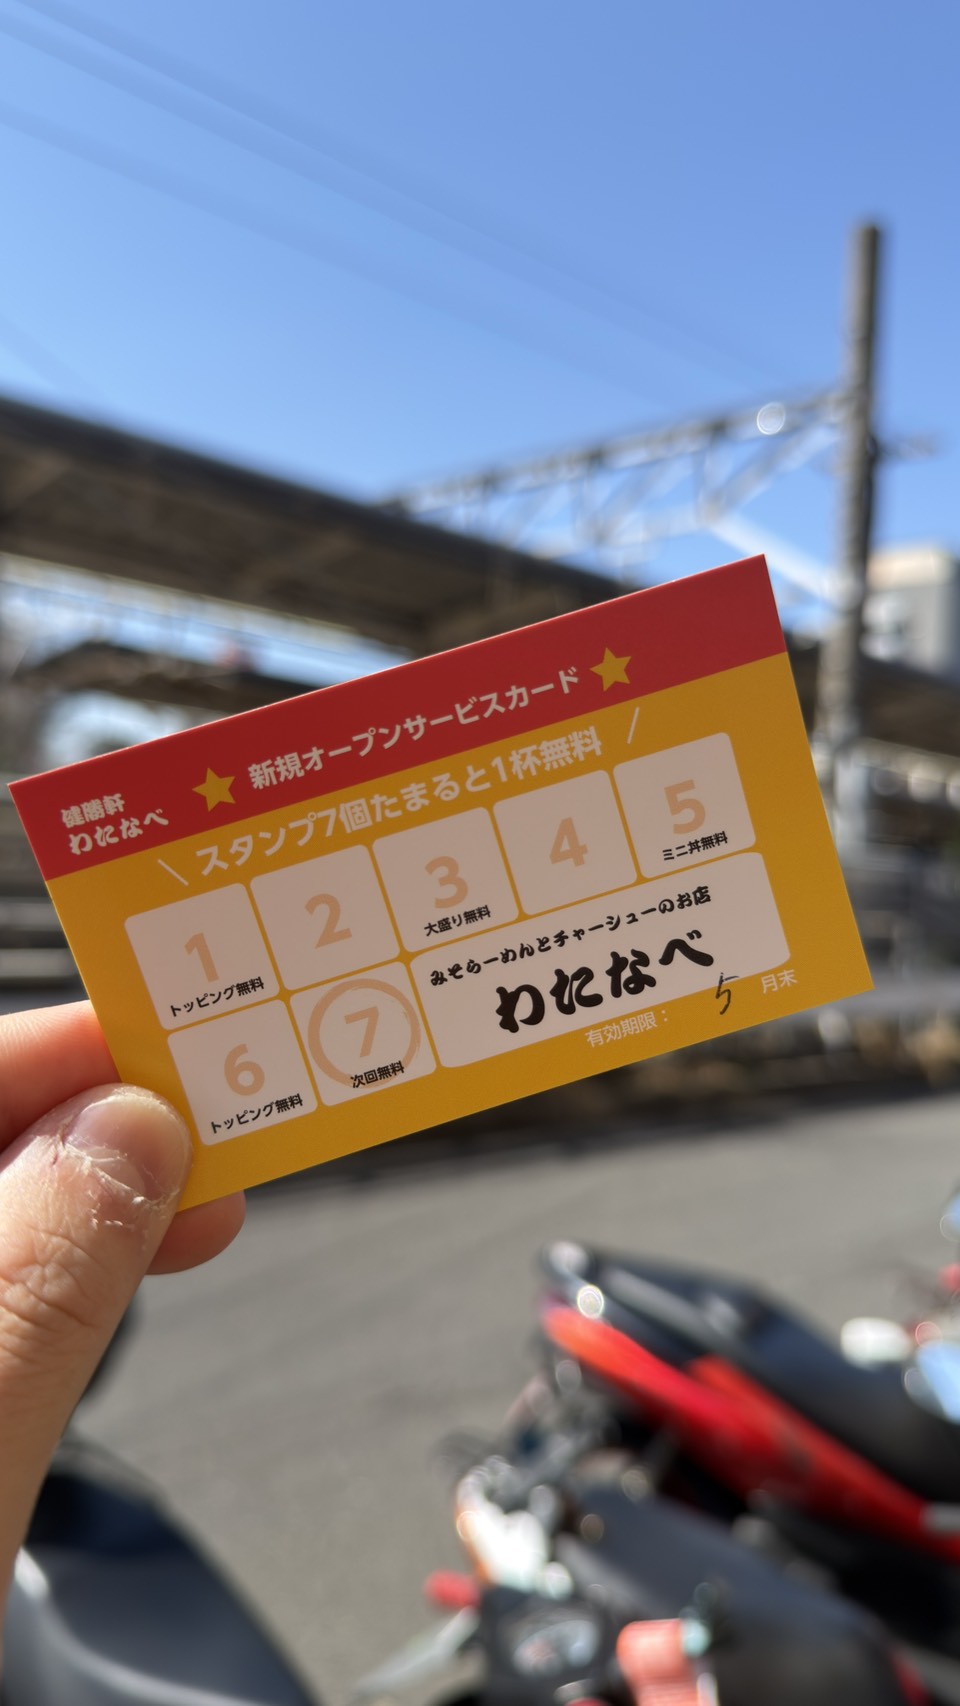 健勝軒
わたなべ
新規オープンサービスカード
\ スタンプ7個たまると1杯無料 /
1
トッピング無料
2
3
大盛り無料
4
5
ミニ丼無料
6
トッピング無料
7
次回無料
みそらーめんとチャーシューのお店
わたなべ
有効期限: 5 月末